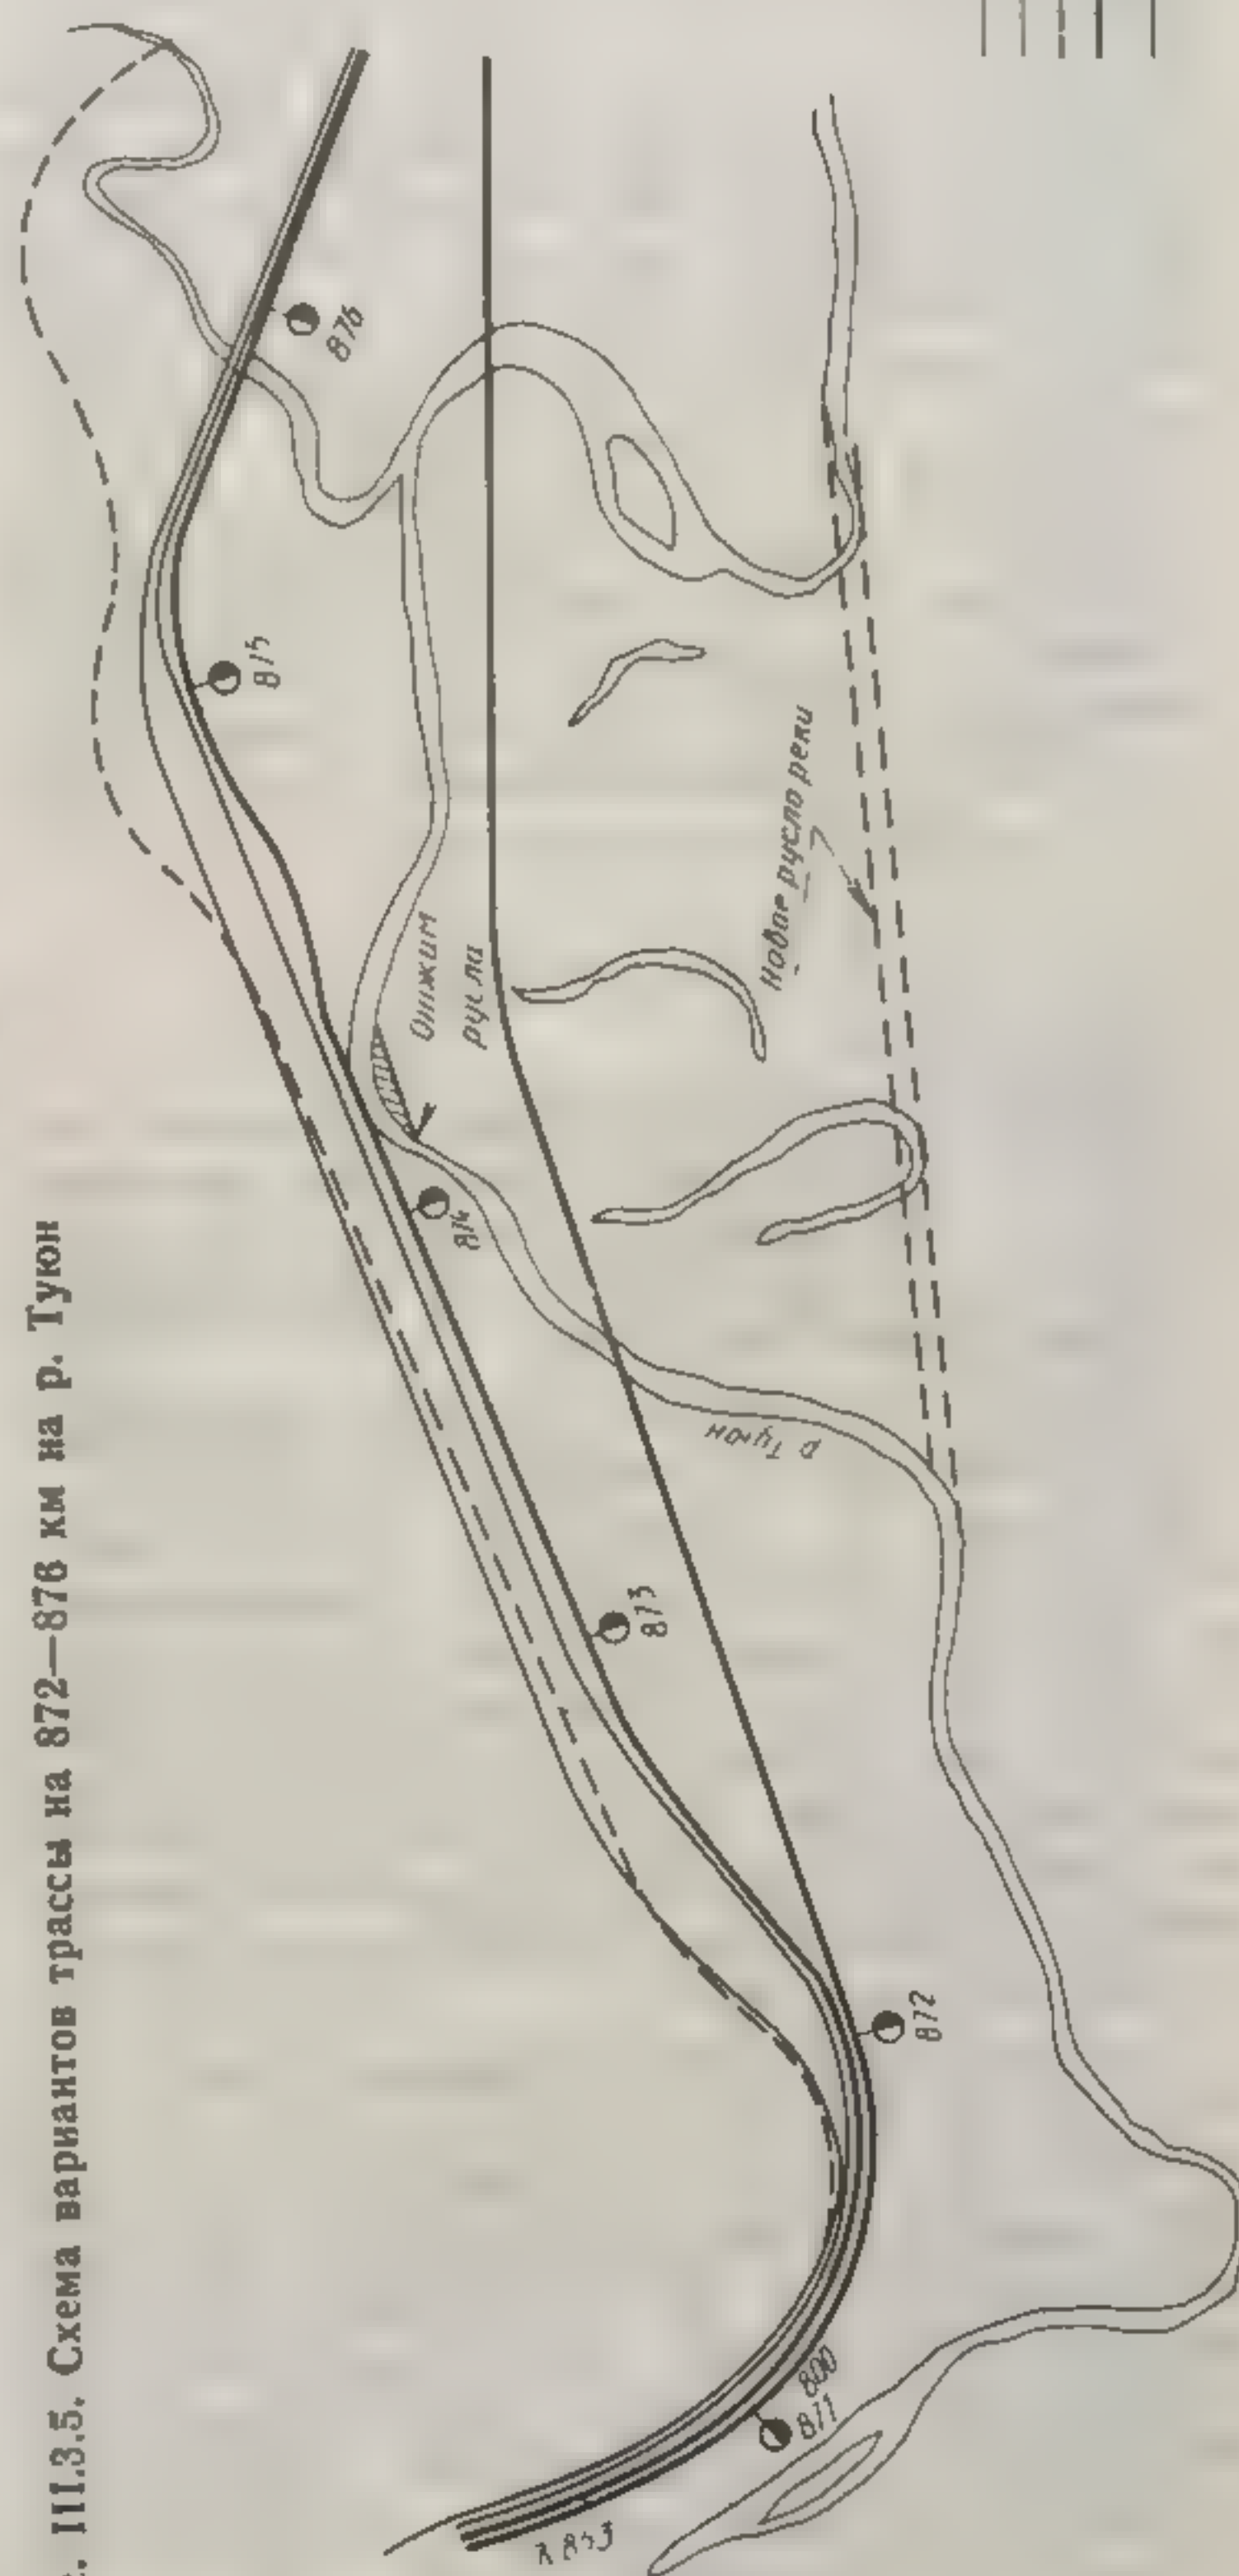 III.3.5. Схема вариантов трассы на 872—876 км на р. Туюн
876
875
Отжим
русла
Новое русло реки
874
р. Туюн
873
872
800
871